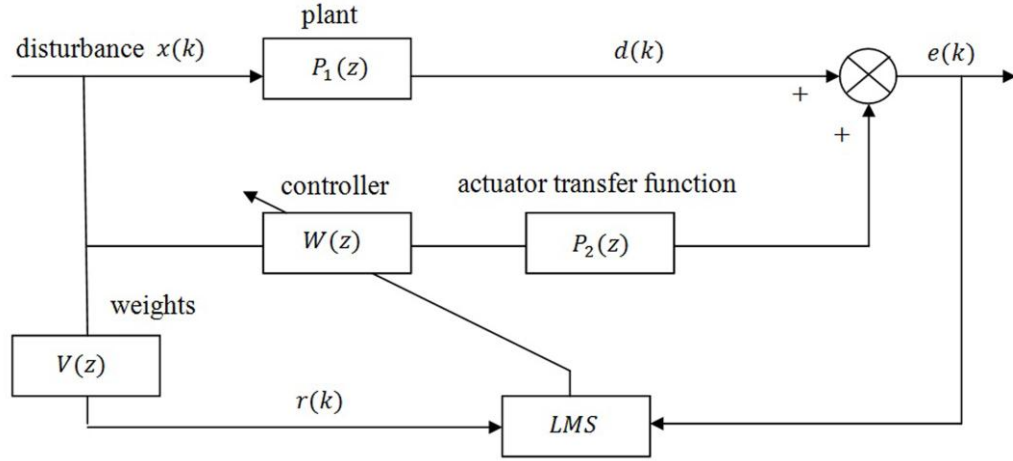 plant
disturbance x(k)
P₁(z)
d(k)
e(k)
+
+
controller
actuator transfer function
W(z)
P₂(z)
weights
V(z)
r(k)
LMS